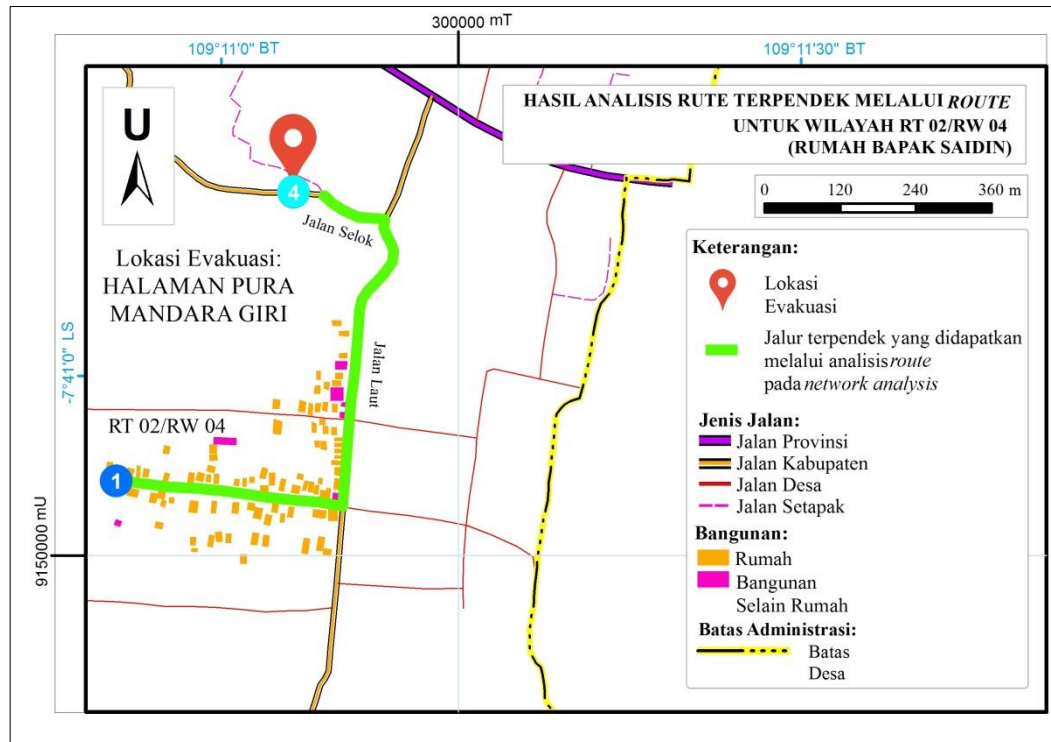 300000 mT
109°11'0" BT
109°11'30" BT
U
HASIL ANALISIS RUTE TERPENDEK MELALUI ROUTE
UNTUK WILAYAH RT 02/RW 04
(RUMAH BAPAK SAIDIN)
0 120 240 360 m
4
Jalan Selok
Lokasi Evakuasi:
HALAMAN PURA
MANDARA GIRI
-7°41'0" LS
Jalan Laut
RT 02/RW 04
1
9150000 mU
Keterangan:
Lokasi
Evakuasi
Jalur terpendek yang didapatkan
melalui analisis route
pada network analysis
Jenis Jalan:
Jalan Provinsi
Jalan Kabupaten
Jalan Desa
Jalan Setapak
Bangunan:
Rumah
Bangunan
Selain Rumah
Batas Administrasi:
Batas
Desa